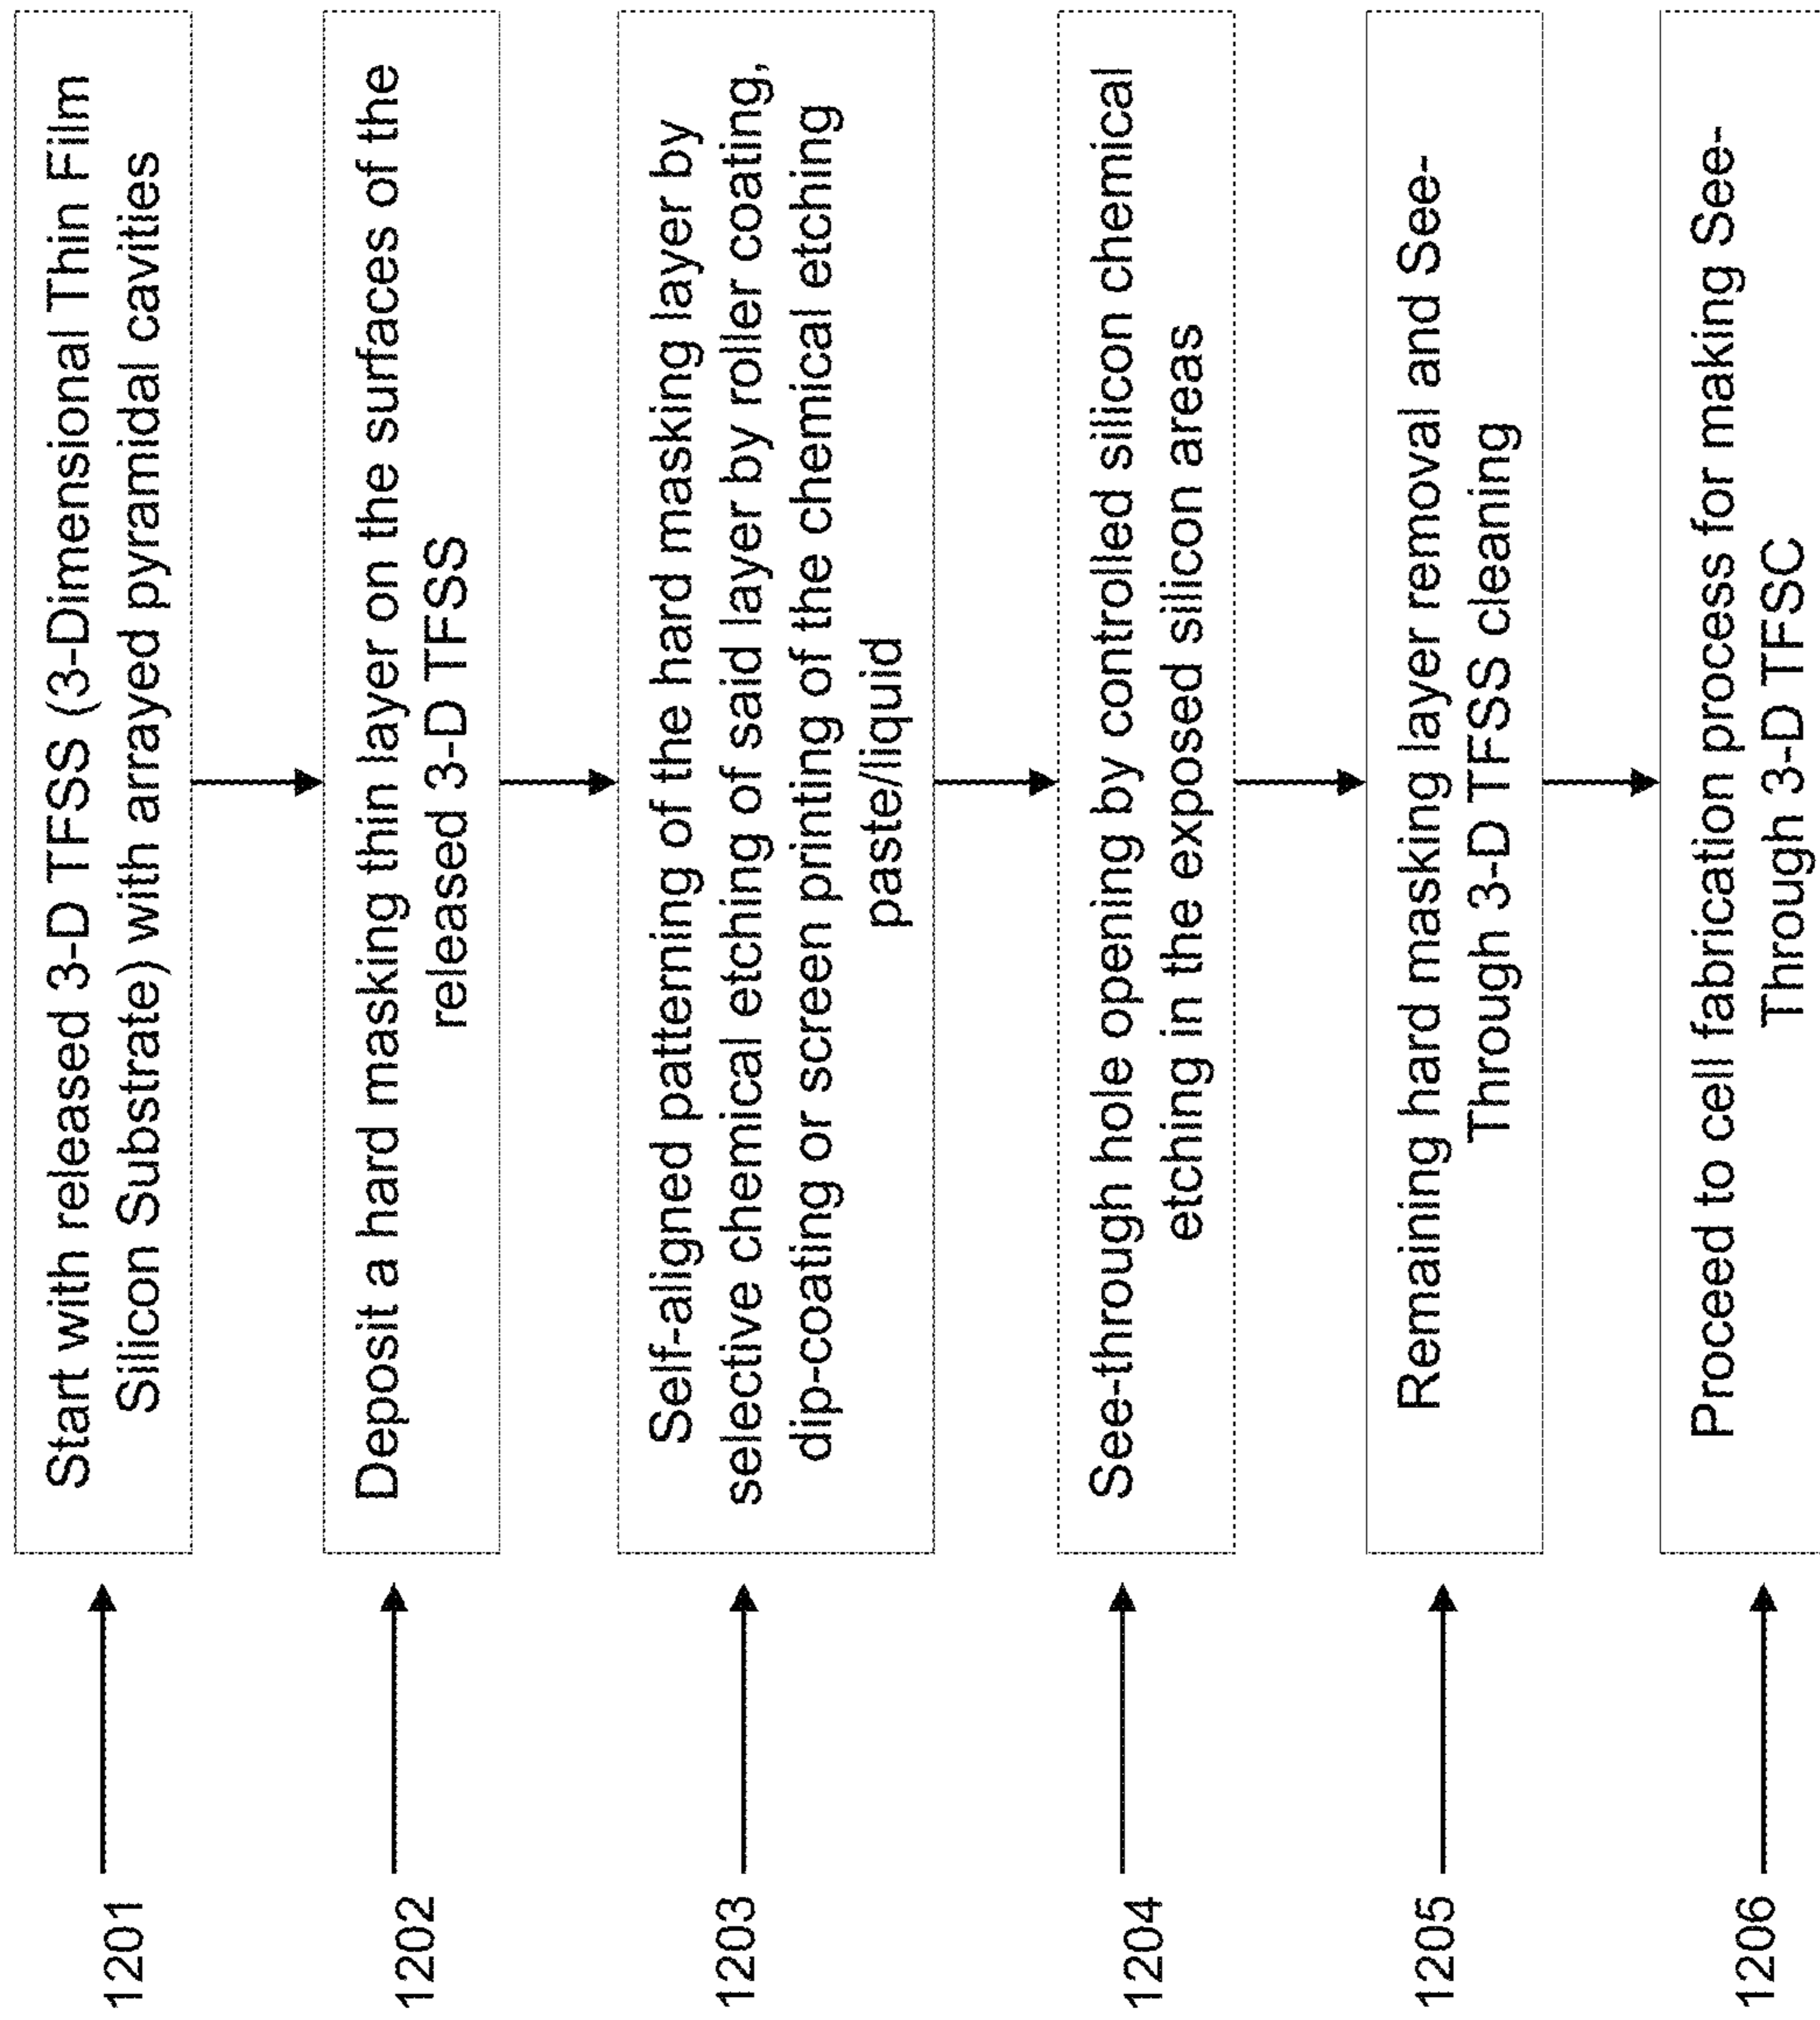 1201
Start with released 3-D TFSS (3-Dimensional Thin Film
Silicon Substrate) with arrayed pyramidal cavities
1202
Deposit a hard masking thin layer on the surfaces of the
released 3-D TFSS
1203
Self-aligned patterning of the hard masking layer by
selective chemical etching of said layer by roller coating,
dip-coating or screen printing of the chemical etching
paste/liquid
1204
See-through hole opening by controlled silicon chemical
etching in the exposed silicon areas
1205
Remaining hard masking layer removal and See-
Through 3-D TFSS cleaning
1206
Proceed to cell fabrication process for making See-
Through 3-D TFSC